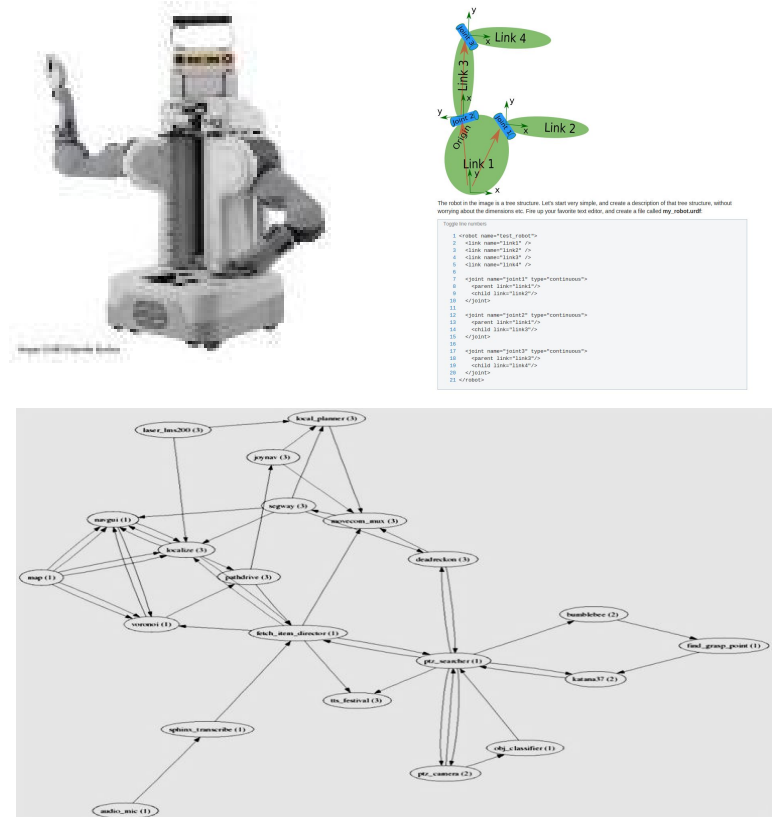 y
x
Link 4
Joint 3
Link 3
x
y
Joint 2
Origin
y
x
Joint 1
Link 2
Link 1
y
x
The robot in the image is a tree structure. Let's start very simple, and create a description of that tree structure, without
worrying about the dimensions etc. Fire up your favorite text editor, and create a file called my_robot.urdf:
Toggle line numbers
1 <robot name="test_robot">
2 <link name="link1" />
3 <link name="link2" />
4 <link name="link3" />
5 <link name="link4" />
6
7 <joint name="joint1" type="continuous">
8 <parent link="link1"/>
9 <child link="link2"/>
10 </joint>
11
12 <joint name="joint2" type="continuous">
13 <parent link="link1"/>
14 <child link="link3"/>
15 </joint>
16
17 <joint name="joint3" type="continuous">
18 <parent link="link3"/>
19 <child link="link4"/>
20 </joint>
21 </robot>
local_planner (3)
laser_lms200 (3)
joynav (3)
segway (3)
navgui (1)
movecom_mux (3)
localize (3)
deadreckon (3)
map (1)
pathdrive (3)
bumblebee (2)
voronoi (1)
fetch_item_director (1)
find_grasp_point (1)
ptz_searcher (1)
katana37 (2)
tts_festival (3)
sphinx_transcribe (1)
obj_classifier (1)
ptz_camera (2)
audio_mic (1)